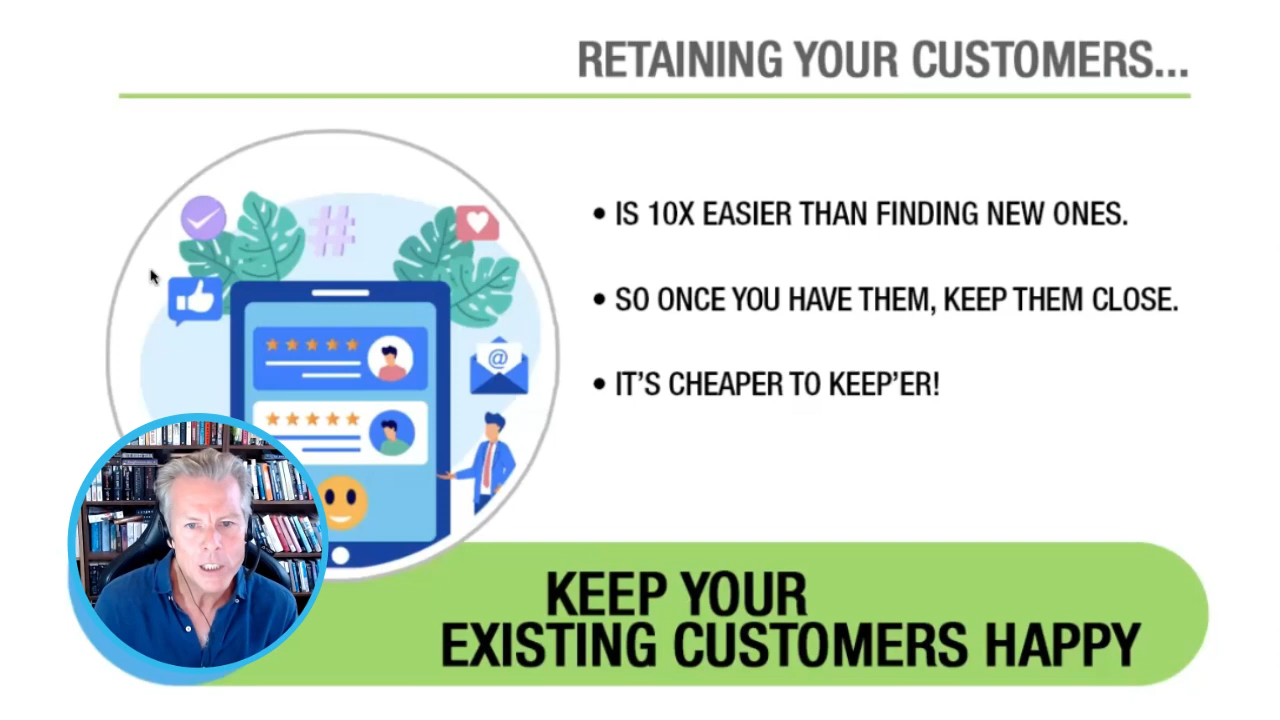 RETAINING YOUR CUSTOMERS...
• IS 10X EASIER THAN FINDING NEW ONES.
• SO ONCE YOU HAVE THEM, KEEP THEM CLOSE.
• IT'S CHEAPER TO KEEP'ER!
@
KEEP YOUR
EXISTING CUSTOMERS HAPPY